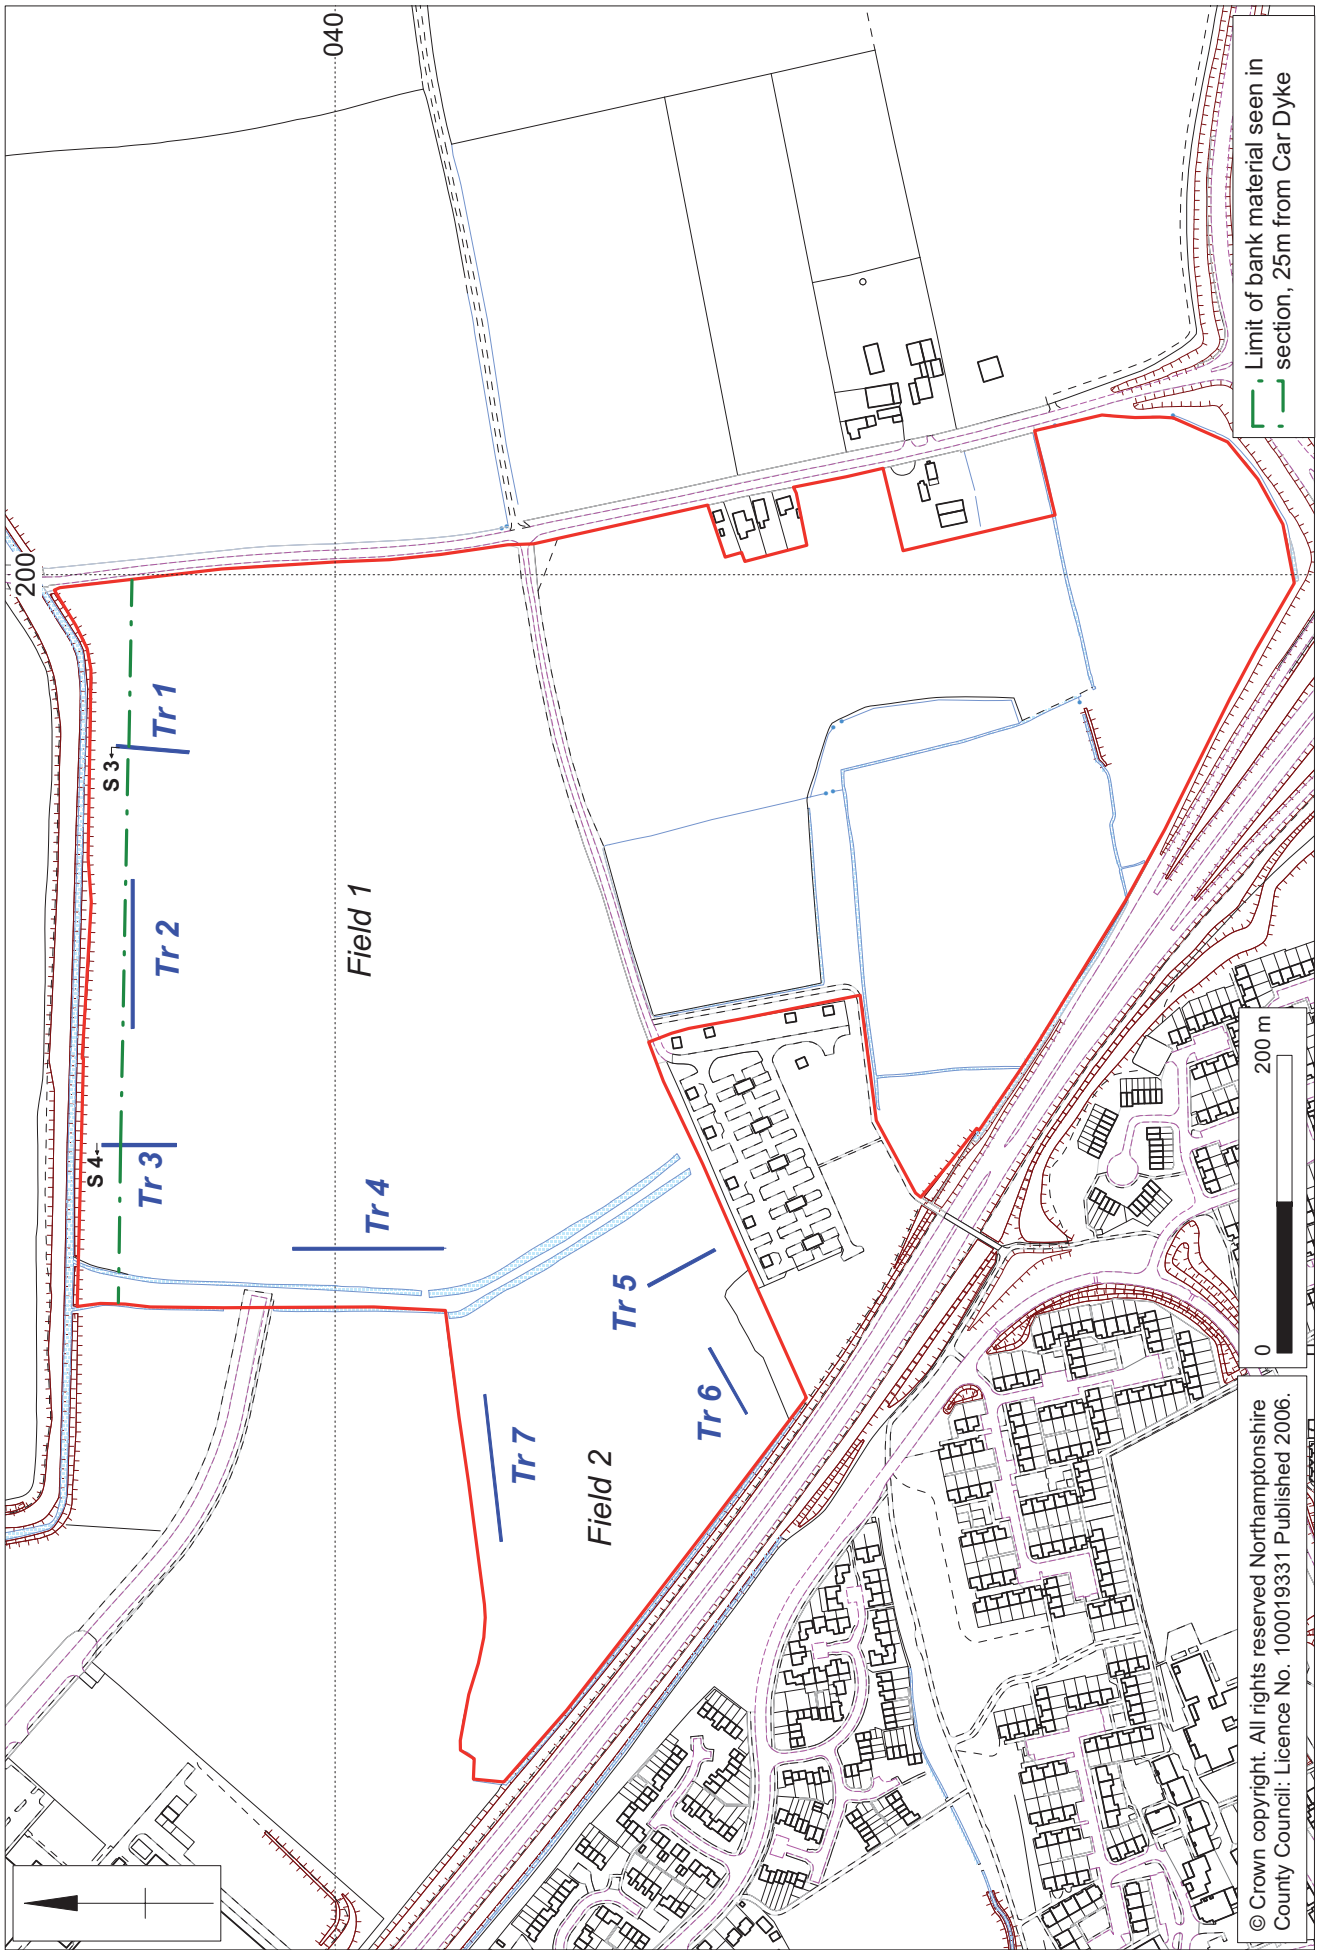 040
200
Tr 1
S 3
Tr 2
Field 1
S 4
Tr 3
Tr 4
Tr 5
Tr 6
Tr 7
Field 2
Limit of bank material seen in
section, 25m from Car Dyke
0
200 m
© Crown copyright. All rights reserved Northamptonshire
County Council: Licence No. 100019331 Published 2006.